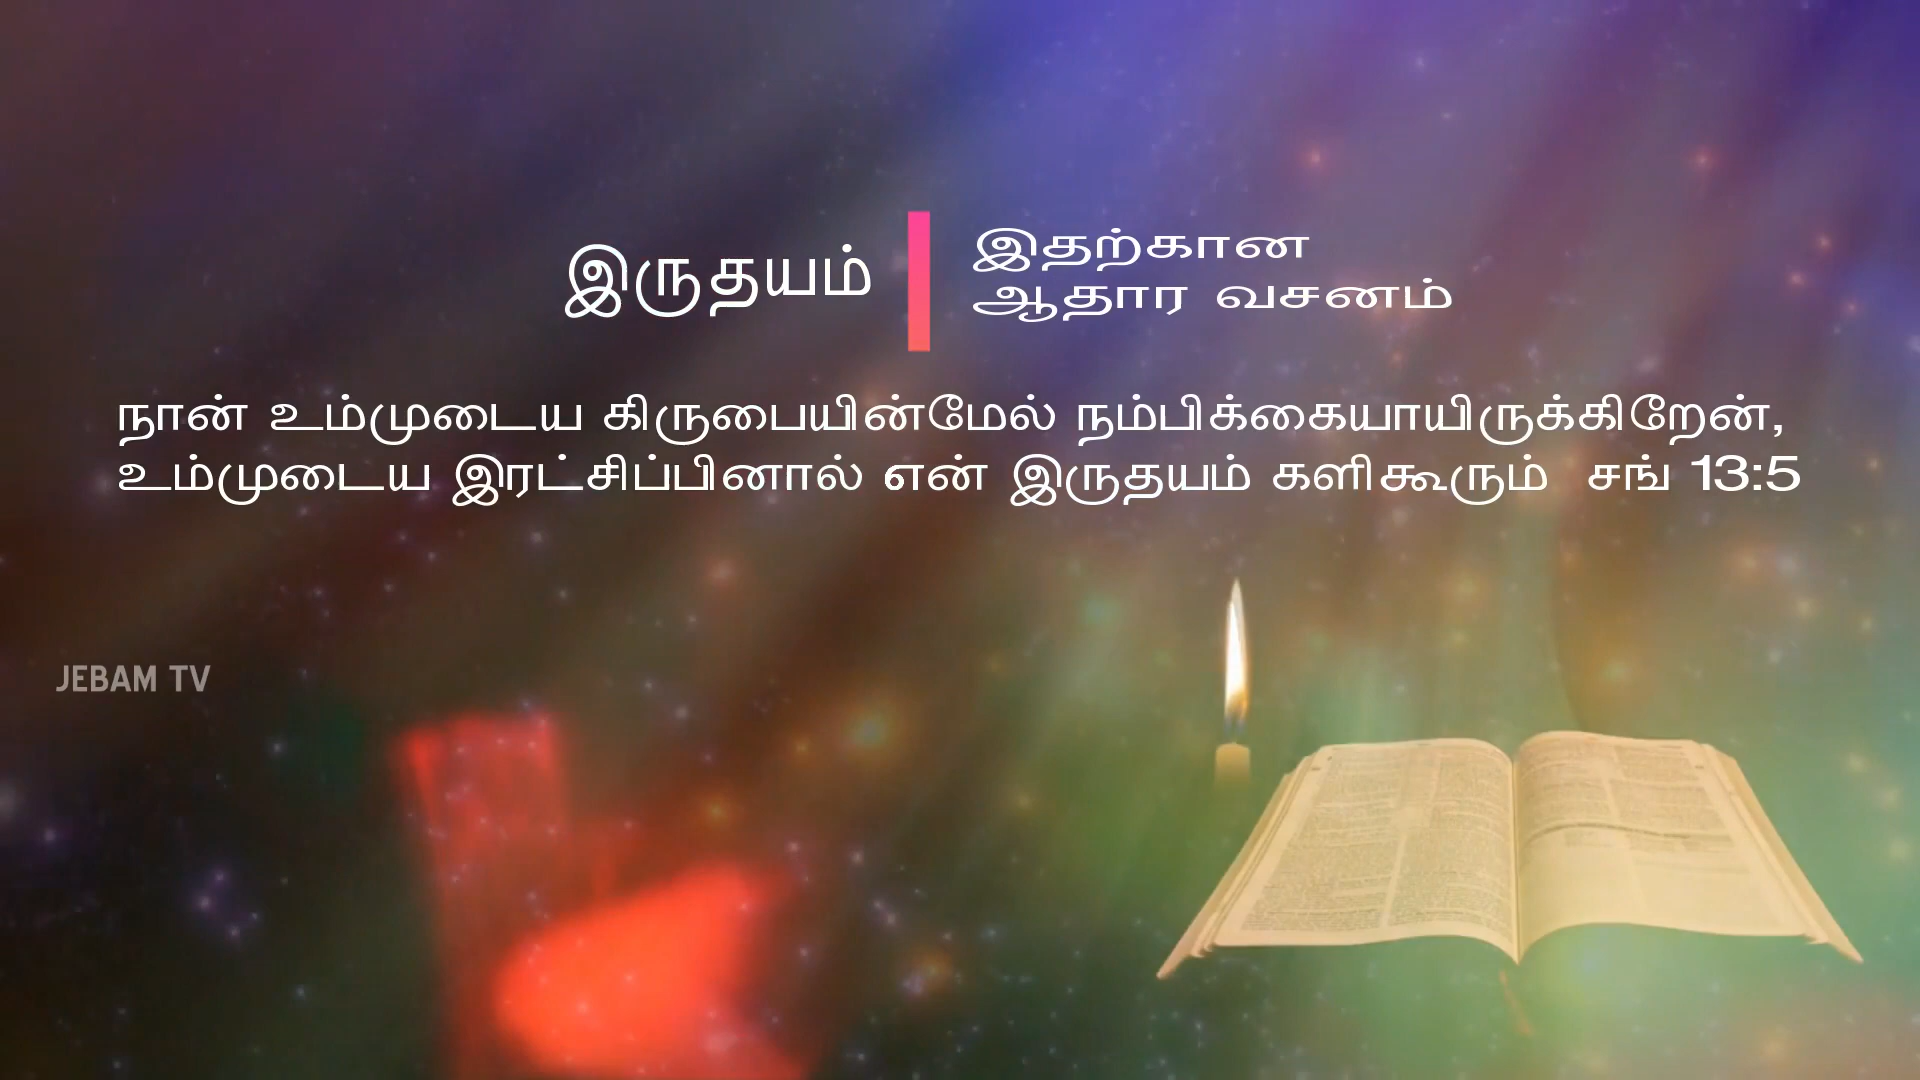 இருதயம்
இதற்கான
ஆதார வசனம்
நான் உம்முடைய கிருபையின்மேல் நம்பிக்கையாயிருக்கிறேன்,
உம்முடைய இரட்சிப்பினால் என் இருதயம் களிகூரும் சங் 13:5
JEBAM TV